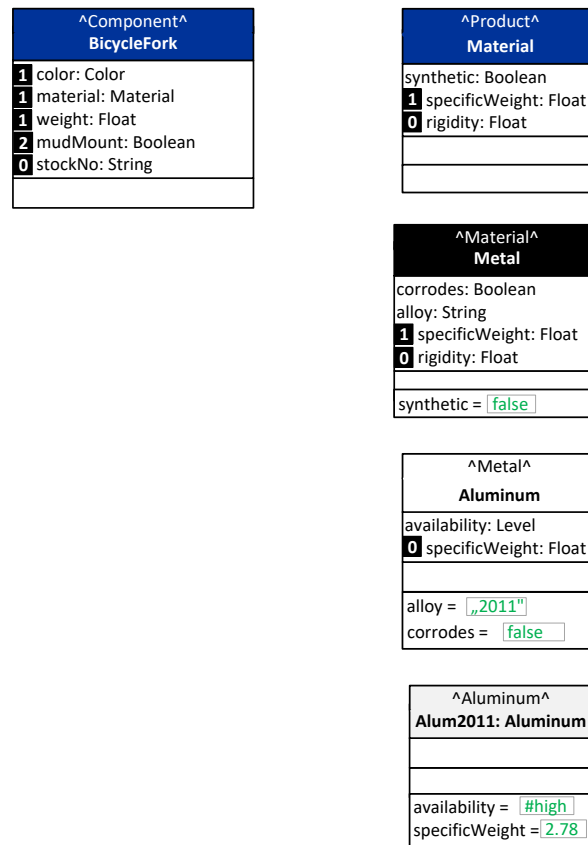 ^Component^
BicycleFork
1 color: Color
1 material: Material
1 weight: Float
2 mudMount: Boolean
0 stockNo: String
^Product^
Material
synthetic: Boolean
1 specificWeight: Float
0 rigidity: Float
^Material^
Metal
corrodes: Boolean
alloy: String
1 specificWeight: Float
0 rigidity: Float
synthetic = false
^Metal^
Aluminum
availability: Level
0 specificWeight: Float
alloy = „2011"
corrodes = false
^Aluminum^
Alum2011: Aluminum
availability = #high
specificWeight = 2.78